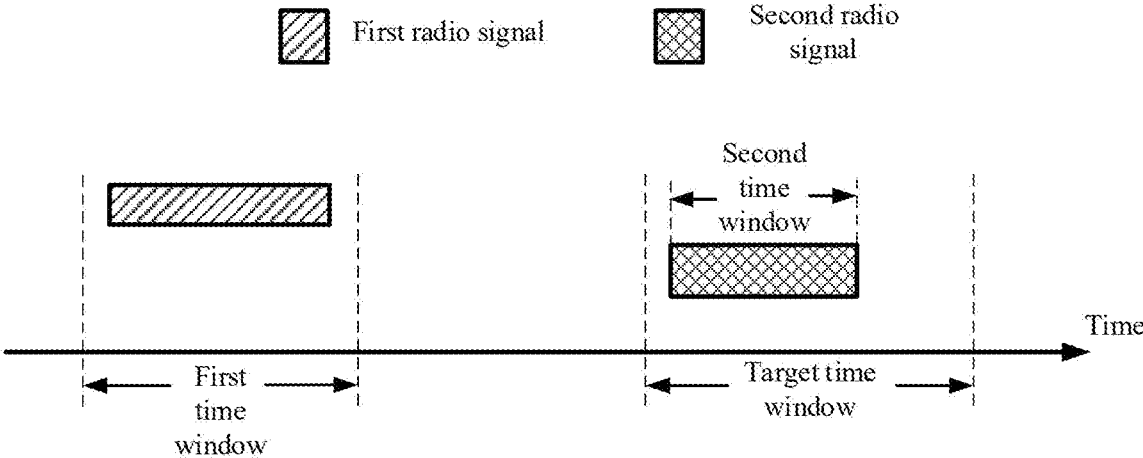 First radio signal
Second radio
signal
Second
time
window
Time
First
time
window
Target time
window